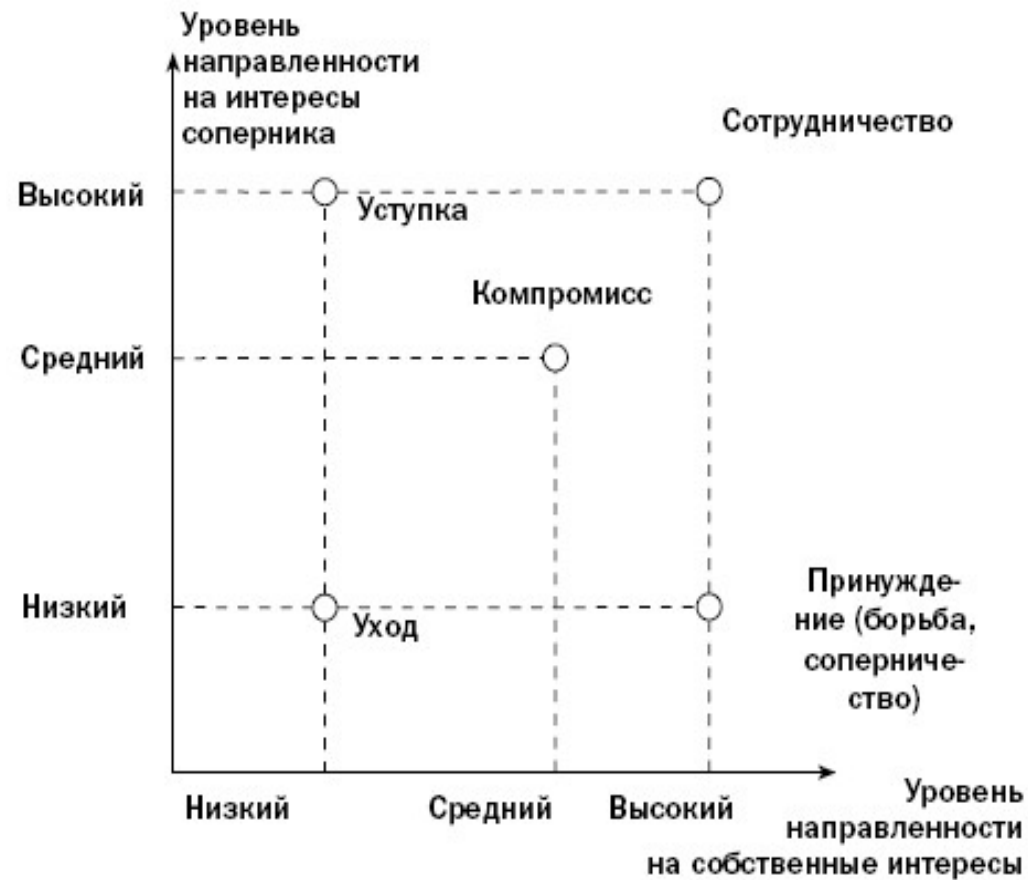 Уровень
направленности
на интересы
соперника
Сотрудничество
Высокий
Уступка
Компромисс
Средний
Принужде-
ние (борьба,
соперниче-
ство)
Низкий
Уход
Низкий
Средний
Высокий
Уровень
направленности
на собственные интересы